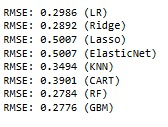 RMSE: 0.2986 (LR)
RMSE: 0.2892 (Ridge)
RMSE: 0.5007 (Lasso)
RMSE: 0.5007 (ElasticNet)
RMSE: 0.3494 (KNN)
RMSE: 0.3901 (CART)
RMSE: 0.2784 (RF)
RMSE: 0.2776 (GBM)